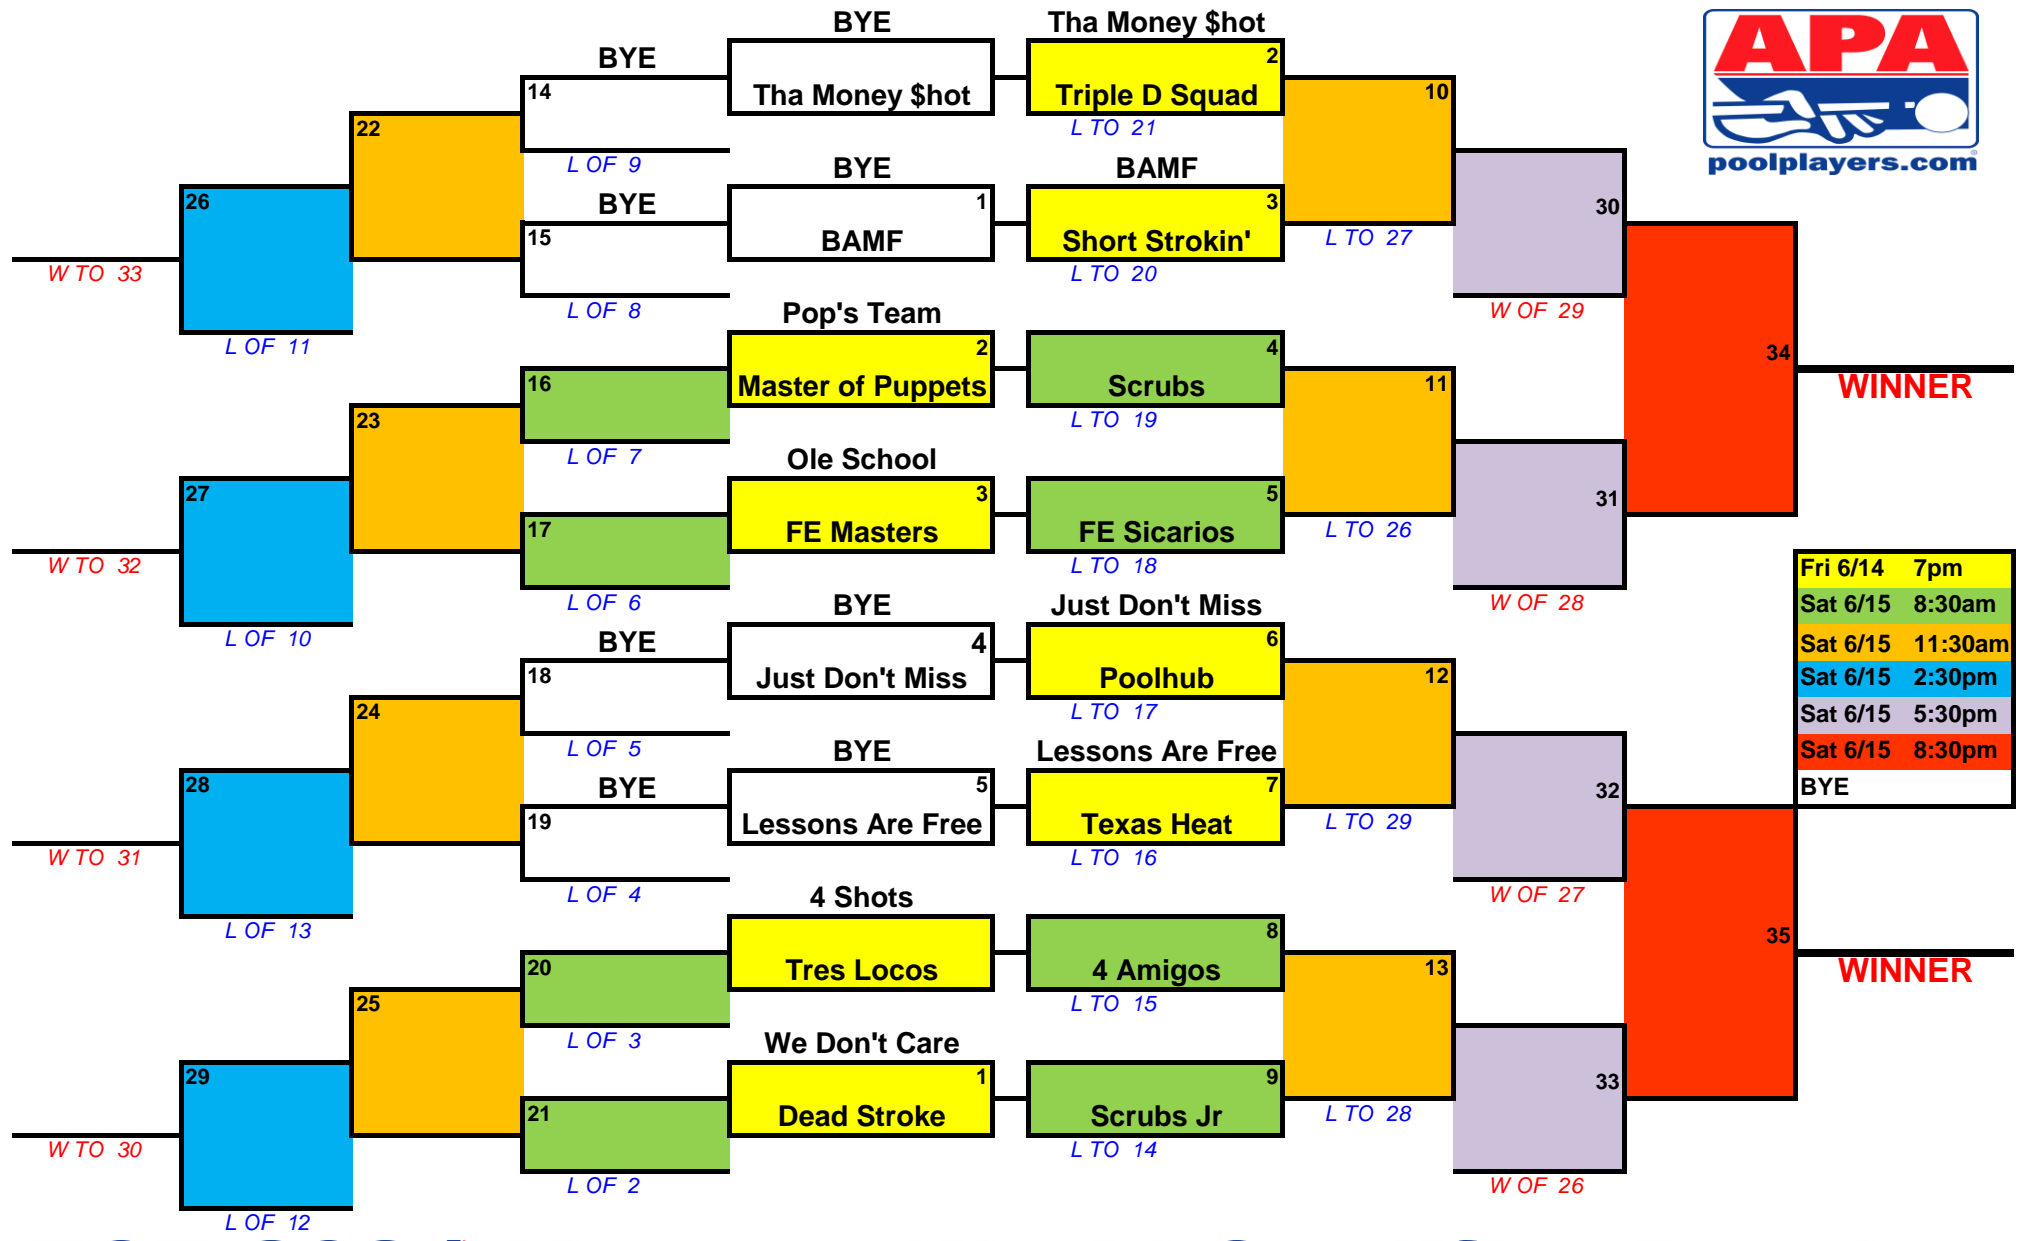 BYE
Tha Money $hot
BYE
2
14
Tha Money $hot
Triple D Squad
10
22
L TO 21
L OF 9
BYE
BAMF
APA
poolplayers.com
26
BYE
1
3
30
15
BAMF
Short Strokin'
L TO 27
W TO 33
L TO 20
L OF 8
W OF 29
Pop's Team
L OF 11
2
4
34
16
Master of Puppets
Scrubs
11
WINNER
23
L TO 19
L OF 7
Ole School
27
3
5
31
17
FE Masters
FE Sicarios
L TO 26
W TO 32
L TO 18
Fri 6/14 7pm
L OF 6
W OF 28
BYE
Just Don't Miss
Sat 6/15 8:30am
L OF 10
BYE
4
6
Sat 6/15 11:30am
18
Just Don't Miss
Poolhub
12
Sat 6/15 2:30pm
24
L TO 17
Sat 6/15 5:30pm
L OF 5
BYE
Lessons Are Free
Sat 6/15 8:30pm
28
BYE
5
7
32
BYE
19
Lessons Are Free
Texas Heat
L TO 29
W TO 31
L TO 16
L OF 4
W OF 27
4 Shots
L OF 13
8
35
20
Tres Locos
4 Amigos
13
WINNER
25
L TO 15
L OF 3
We Don't Care
29
1
9
33
21
Dead Stroke
Scrubs Jr
L TO 28
W TO 30
L TO 14
L OF 2
W OF 26
L OF 12